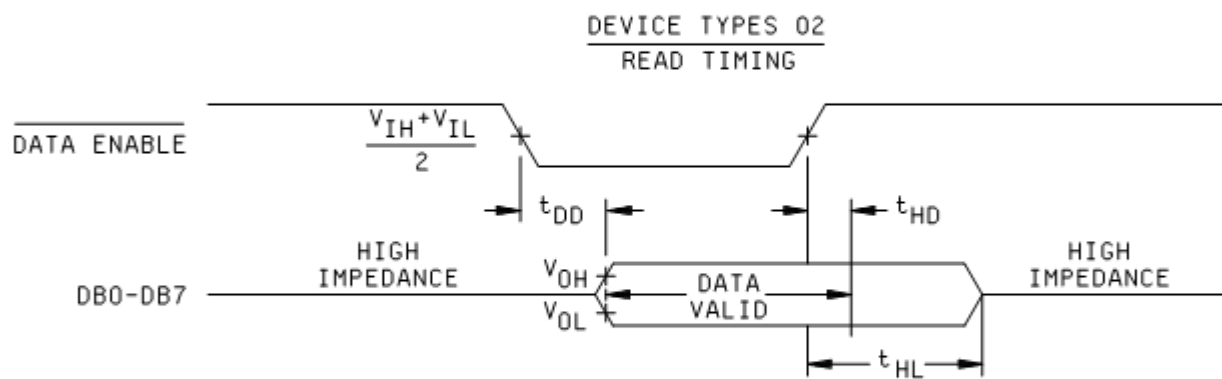 DEVICE TYPES 02
READ TIMING
DATA ENABLE
VIH+VIL
2
tDD
tHD
HIGH
IMPEDANCE
HIGH
IMPEDANCE
DB0-DB7
VOH
VOL
DATA
VALID
tHL